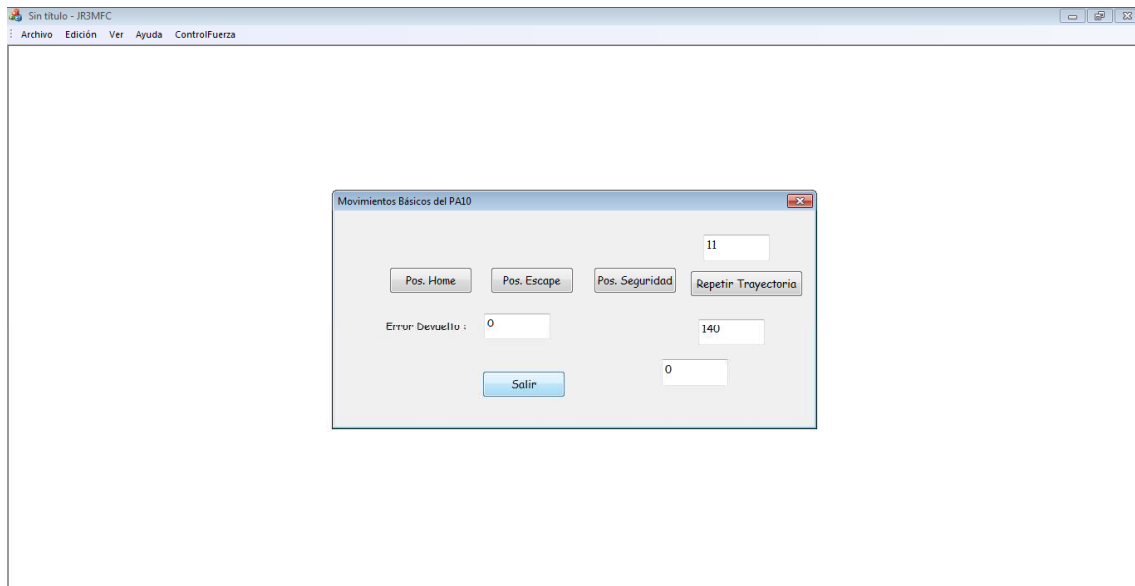 Sin título - JR3MFC
Archivo Edición Ver Ayuda ControlFuerza
Movimientos Básicos del PA10
11
Pos. Home Pos. Escape Pos. Seguridad Repetir Trayectoria
Error Devuelto : 0
140
0
Salir